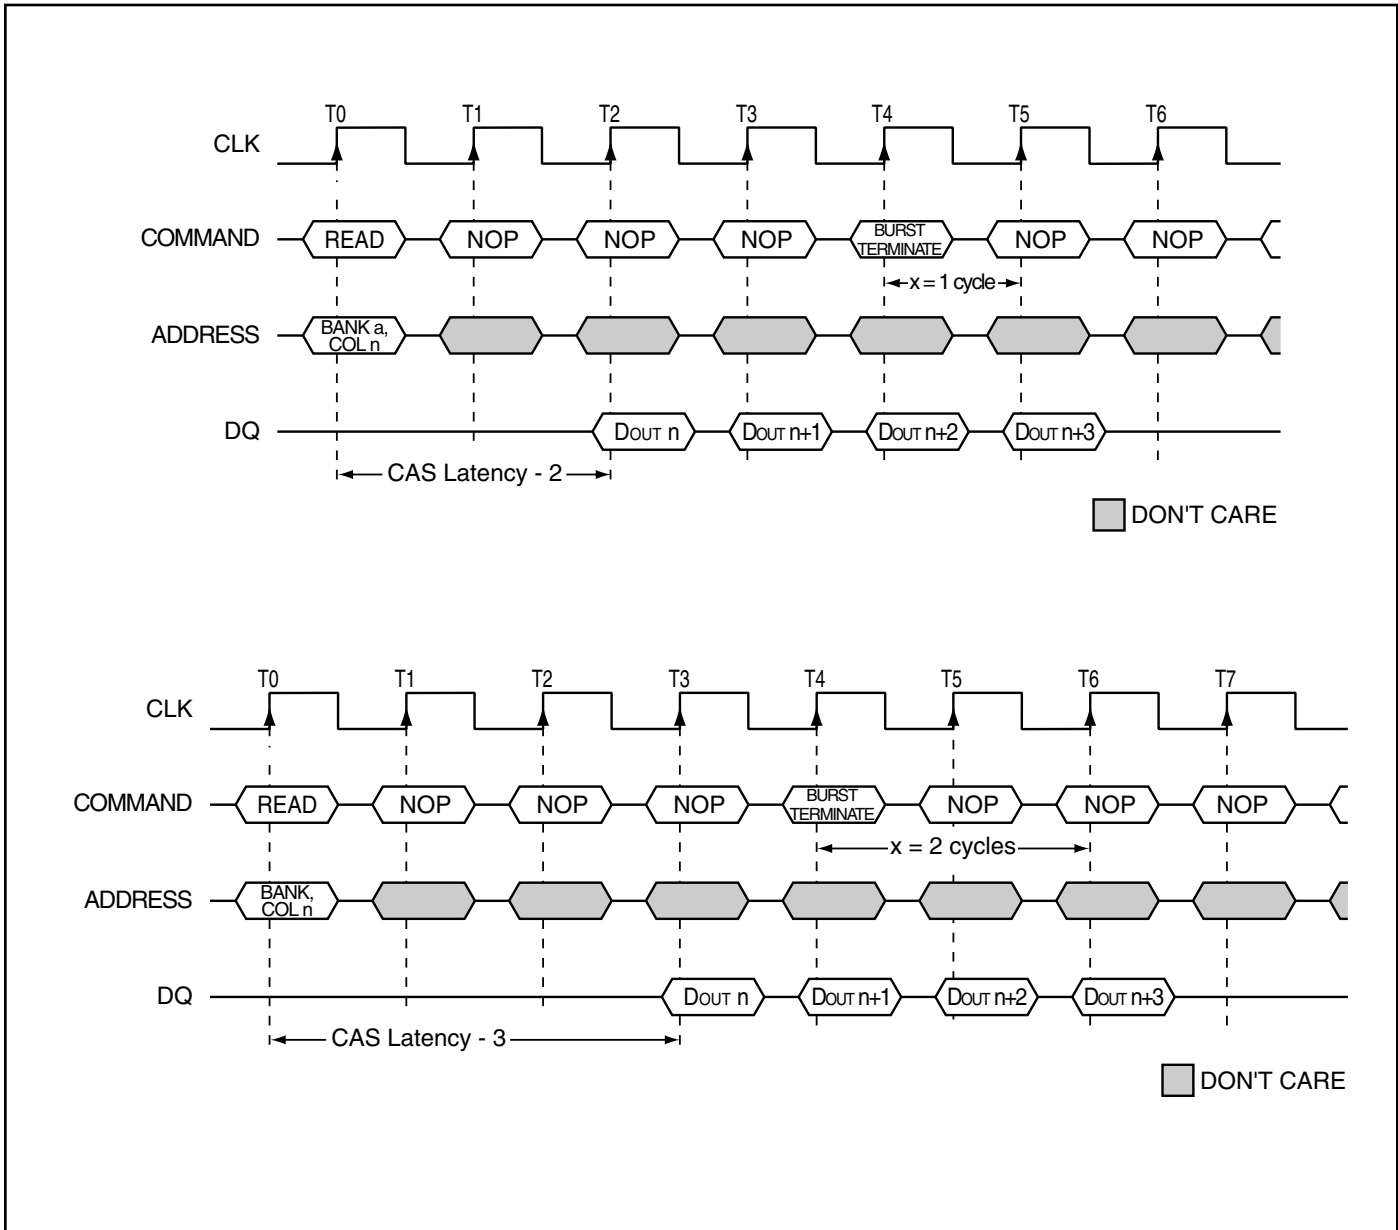 T0 T1 T2 T3 T4 T5 T6
CLK
COMMAND READ NOP NOP NOP BURST TERMINATE NOP NOP
x = 1 cycle
ADDRESS BANK a, COL n
DQ DOUT n DOUT n+1 DOUT n+2 DOUT n+3
CAS Latency - 2
DON'T CARE
T0 T1 T2 T3 T4 T5 T6 T7
CLK
COMMAND READ NOP NOP NOP BURST TERMINATE NOP NOP NOP
x = 2 cycles
ADDRESS BANK, COL n
DQ DOUT n DOUT n+1 DOUT n+2 DOUT n+3
CAS Latency - 3
DON'T CARE